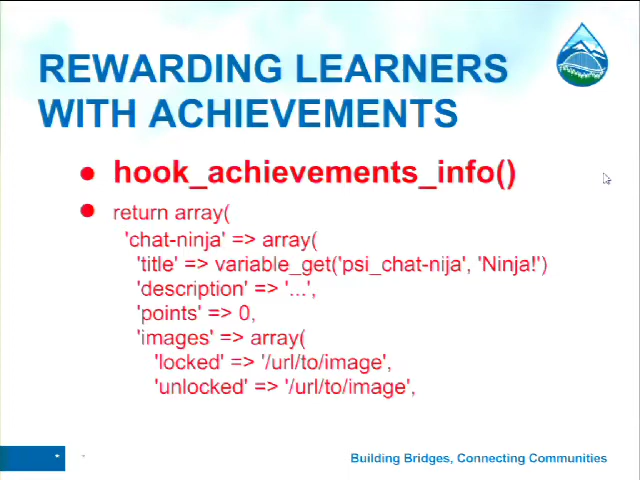 REWARDING LEARNERS
WITH ACHIEVEMENTS
● hook_achievements_info()
● return array(
'chat-ninja' => array(
'title' => variable_get('psi_chat-nija', 'Ninja!')
'description' => '...',
'points' => 0,
'images' => array(
'locked' => '/url/to/image',
'unlocked' => '/url/to/image',
Building Bridges, Connecting Communities